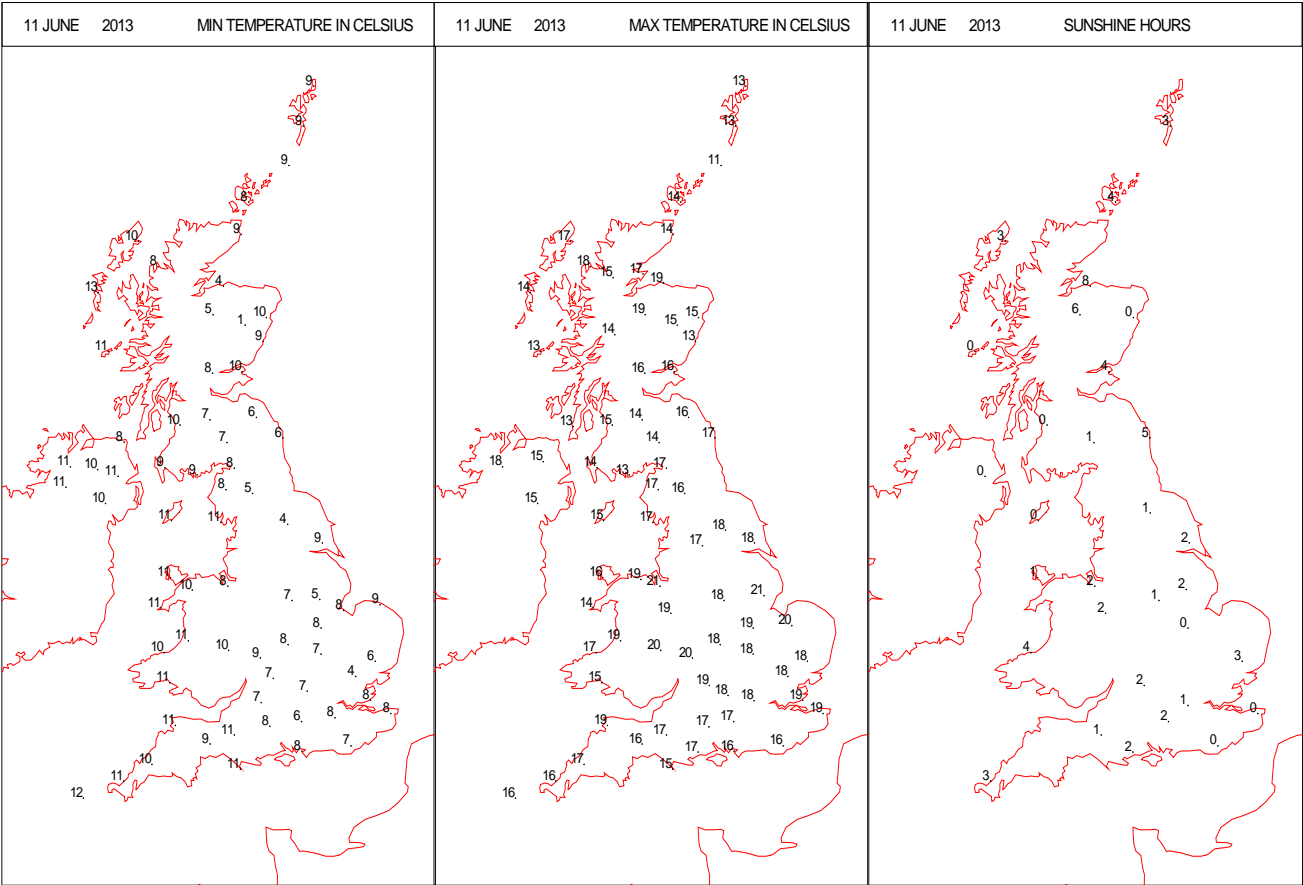 11 JUNE 2013 MIN TEMPERATURE IN CELSIUS
9
9
9
8
9
10
8
4
13
5 10
1
9
11
8 10
10 7 6
8 7 6
11 10 11 9 9 8
11 8 5
10
11 11 4
9
11
10 8
7 5
11 8 9
8
11 8
10 10 9 7
6
11 7 4
7
7 8
8 8
11 8 6
11
9 8 7
10 11
11
12
11 JUNE 2013 MAX TEMPERATURE IN CELSIUS
13
13
11
14
14
17
18
15 17 19
14
19 15
15
14 13
13
16 16
13 15 14 16
14 17
18 15 14 13 17
17 16
15
15 17 18
17 18
16 19 21
14 18 21
19
19 20
17 19 20 18
20 18 18
15 19 18
18 18 19
19 17 17 19
17
16 17 16 16
17 15
16
16
11 JUNE 2013 SUNSHINE HOURS
3
4
3
8
6 0
0
4
0
1 5
0
1
0
2
1 2 2
2 1
0
4
3
2
1
2 0
1
2 0
3